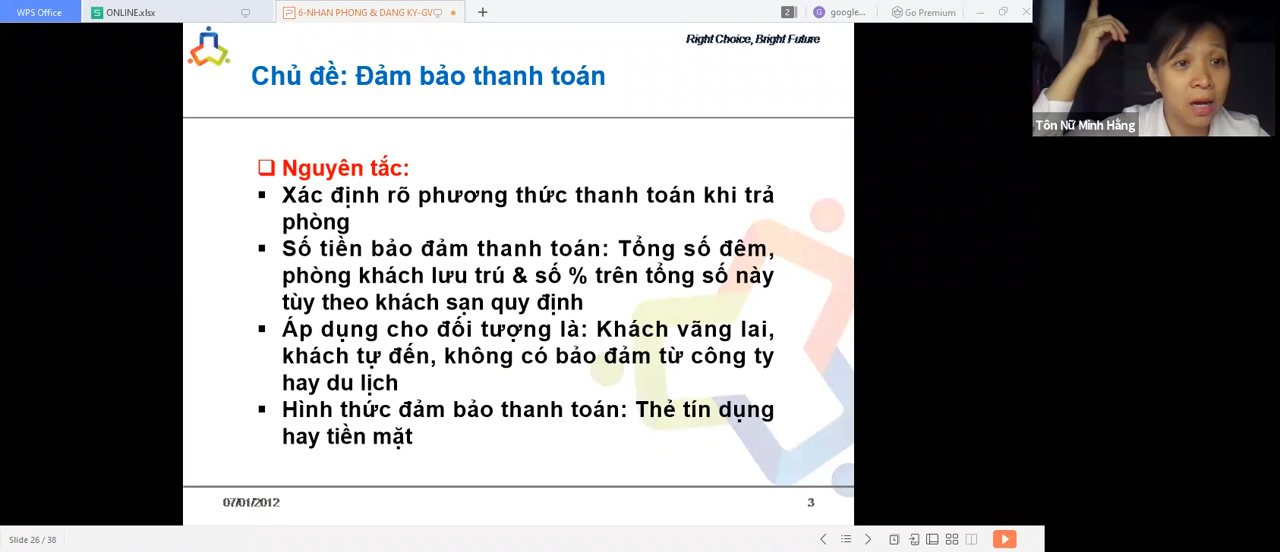 WPS Office
ONLINE.xlsx
6-NHAN PHONG & DANG KY-GV
2
G
google...
Go Premium
Right Choice, Bright Future
Chủ đề: Đảm bảo thanh toán
Tôn Nữ Minh Hằng
Nguyên tắc:
Xác định rõ phương thức thanh toán khi trả
phòng
Số tiền bảo đảm thanh toán: Tổng số đêm,
phòng khách lưu trú & số % trên tổng số này
tùy theo khách sạn quy định
Áp dụng cho đối tượng là: Khách vãng lai,
khách tự đến, không có bảo đảm từ công ty
hay du lịch
Hình thức đảm bảo thanh toán: Thẻ tín dụng
hay tiền mặt
07/01/2012
3
Slide 26 / 38